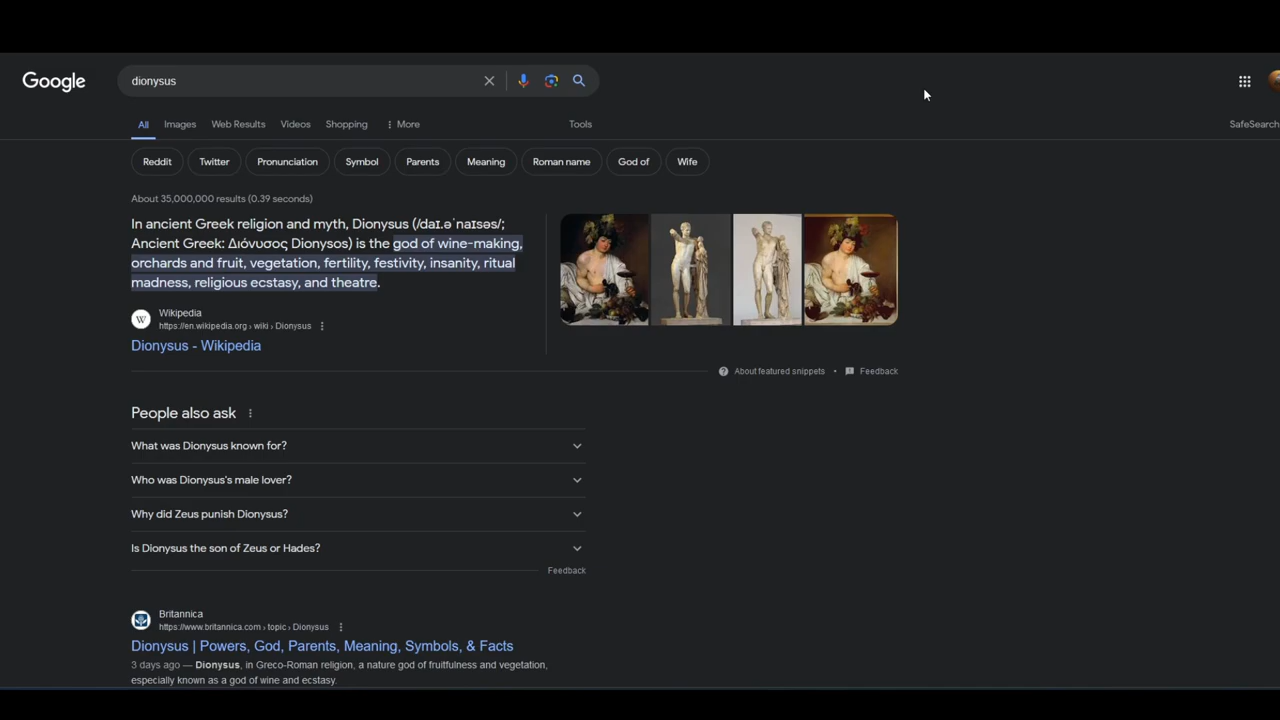 Google
dionysus
All Images Web Results Videos Shopping More Tools SafeSearch
Reddit Twitter Pronunciation Symbol Parents Meaning Roman name God of Wife
About 35,000,000 results (0.39 seconds)
In ancient Greek religion and myth, Dionysus (/daɪ.əˈnaɪsəs/;
Ancient Greek: Διόνυσος Dionysos) is the god of wine-making,
orchards and fruit, vegetation, fertility, festivity, insanity, ritual
madness, religious ecstasy, and theatre.
W
Wikipedia
https://en.wikipedia.org › wiki › Dionysus
Dionysus - Wikipedia
About featured snippets • Feedback
People also ask
What was Dionysus known for?
Who was Dionysus's male lover?
Why did Zeus punish Dionysus?
Is Dionysus the son of Zeus or Hades?
Feedback
Britannica
https://www.britannica.com › topic › Dionysus
Dionysus | Powers, God, Parents, Meaning, Symbols, & Facts
3 days ago — Dionysus, in Greco-Roman religion, a nature god of fruitfulness and vegetation,
especially known as a god of wine and ecstasy.